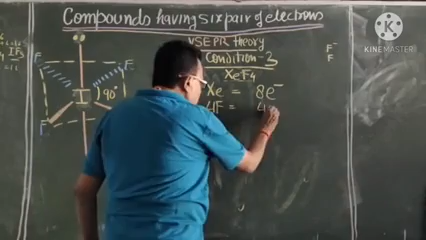 Compounds having six pair of electrons
VSEPR theory
Condition-3
XeF4
Xe = 8e-
4F = 4
F F
I 90°
F
F
F-
F
KINEMASTER